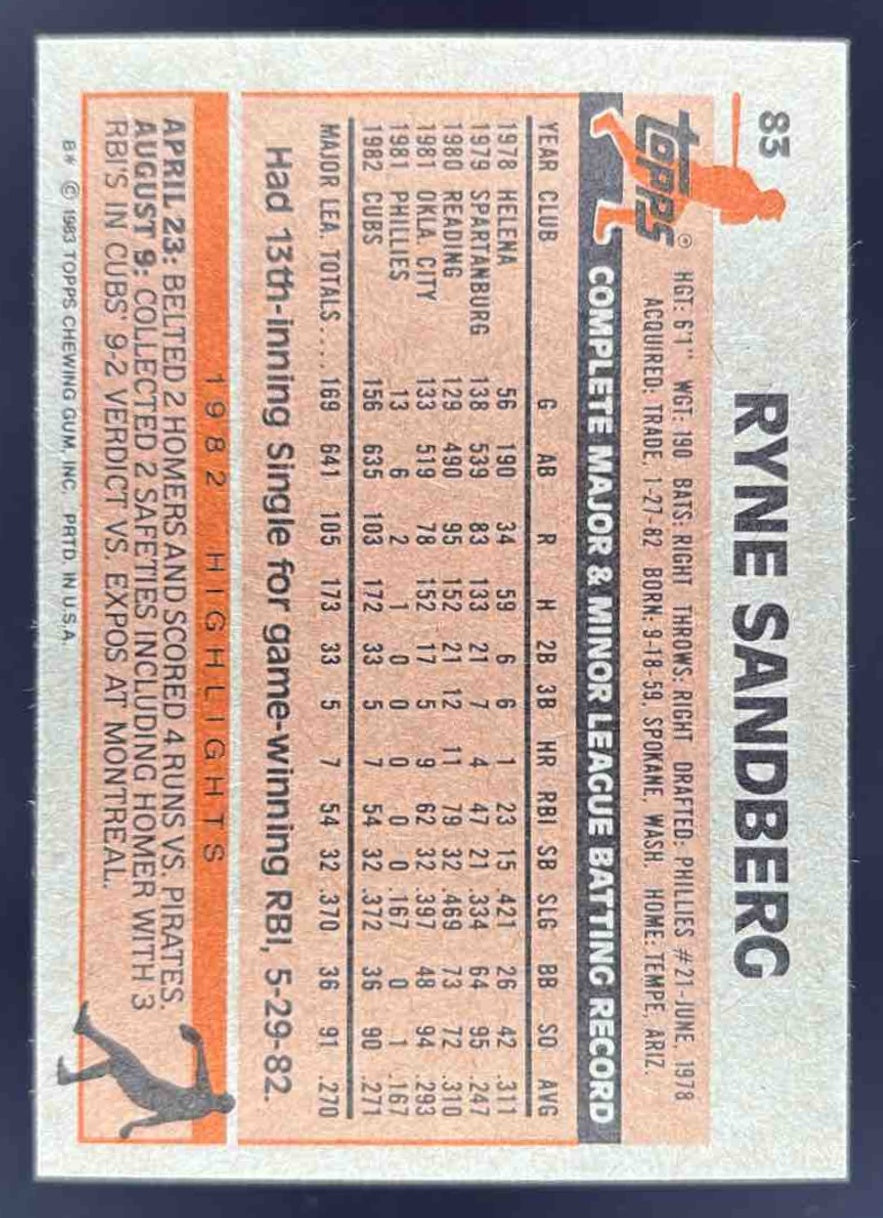 83
RYNE SANDBERG
topps®
HGT: 6'1" WGT: 190 BATS: RIGHT THROWS: RIGHT DRAFTED: PHILLIES #21-JUNE, 1978
ACQUIRED: TRADE, 1-27-82 BORN: 9-18-59, SPOKANE, WASH. HOME: TEMPE, ARIZ.
COMPLETE MAJOR & MINOR LEAGUE BATTING RECORD
YEAR CLUB G AB R H 2B 3B HR RBI SB SLG BB SO AVG
1978 HELENA 56 190 34 59 6 6 1 23 15 .421 26 42 .311
1979 SPARTANBURG 138 539 83 133 21 7 4 47 21 .334 64 95 .247
1980 READING 129 490 95 152 21 12 11 79 32 .469 73 72 .310
1981 OKLA. CITY 133 519 78 152 17 5 9 62 32 .397 48 94 .293
1981 PHILLIES 13 6 2 1 0 0 0 0 0 .167 0 1 .167
1982 CUBS 156 635 103 172 33 5 7 54 32 .372 36 90 .271
MAJOR LEA. TOTALS.... 169 641 105 173 33 5 7 54 32 .370 36 91 .270
Had 13th-inning Single for game-winning RBI, 5-29-82.
1982 HIGHLIGHTS
APRIL 23: BELTED 2 HOMERS AND SCORED 4 RUNS VS. PIRATES.
AUGUST 9: COLLECTED 2 SAFETIES INCLUDING HOMER WITH 3
RBI'S IN CUBS' 9-2 VERDICT VS. EXPOS AT MONTREAL.
B* © 1983 TOPPS CHEWING GUM, INC. PRTD. IN U.S.A.